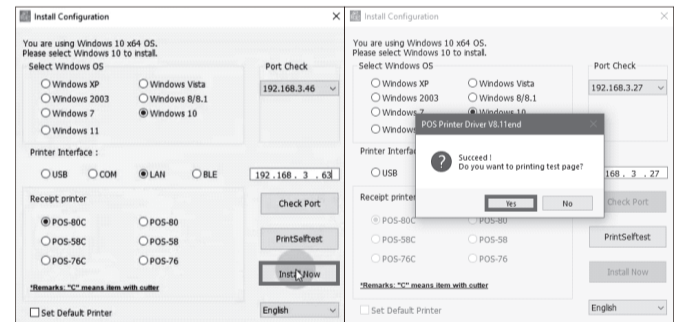 Install Configuration
You are using Windows 10 x64 OS.
Please select Windows 10 to install.
Select Windows OS
Port Check
Windows XP
Windows Vista
192.168.3.46
Windows 2003
Windows 8/8.1
Windows 7
Windows 10
Windows 11
Printer Interface :
USB
COM
LAN
BLE
192 . 168 . 3 . 63
Receipt printer
Check Port
POS-80C
POS-80
POS-58C
POS-58
PrintSelftest
POS-76C
POS-76
Install Now
*Remarks: "C" means item with cutter
Set Default Printer
English
Install Configuration
You are using Windows 10 x64 OS.
Please select Windows 10 to install.
Select Windows OS
Port Check
Windows XP
Windows Vista
192.168.3.27
Windows 2003
Windows 8/8.1
Windows 7
Windows 10
Window
POS Printer Driver V8.11end
Succeed !
Do you want to printing test page?
Yes
No
Printer Interfa
USB
168 . 3 . 27
Receipt printer
Check Port
POS-80C
POS-80
POS-58C
POS-58
PrintSelftest
POS-76C
POS-76
Install Now
*Remarks: "C" means item with cutter
Set Default Printer
English